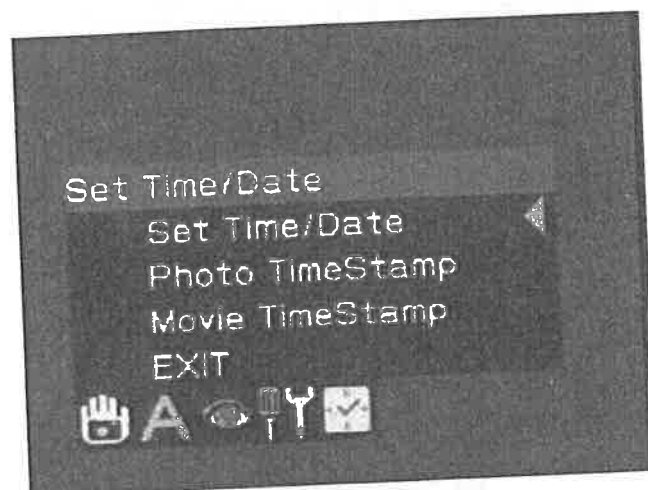 Set Time/Date
Set Time/Date
Photo TimeStamp
Movie TimeStamp
EXIT
A